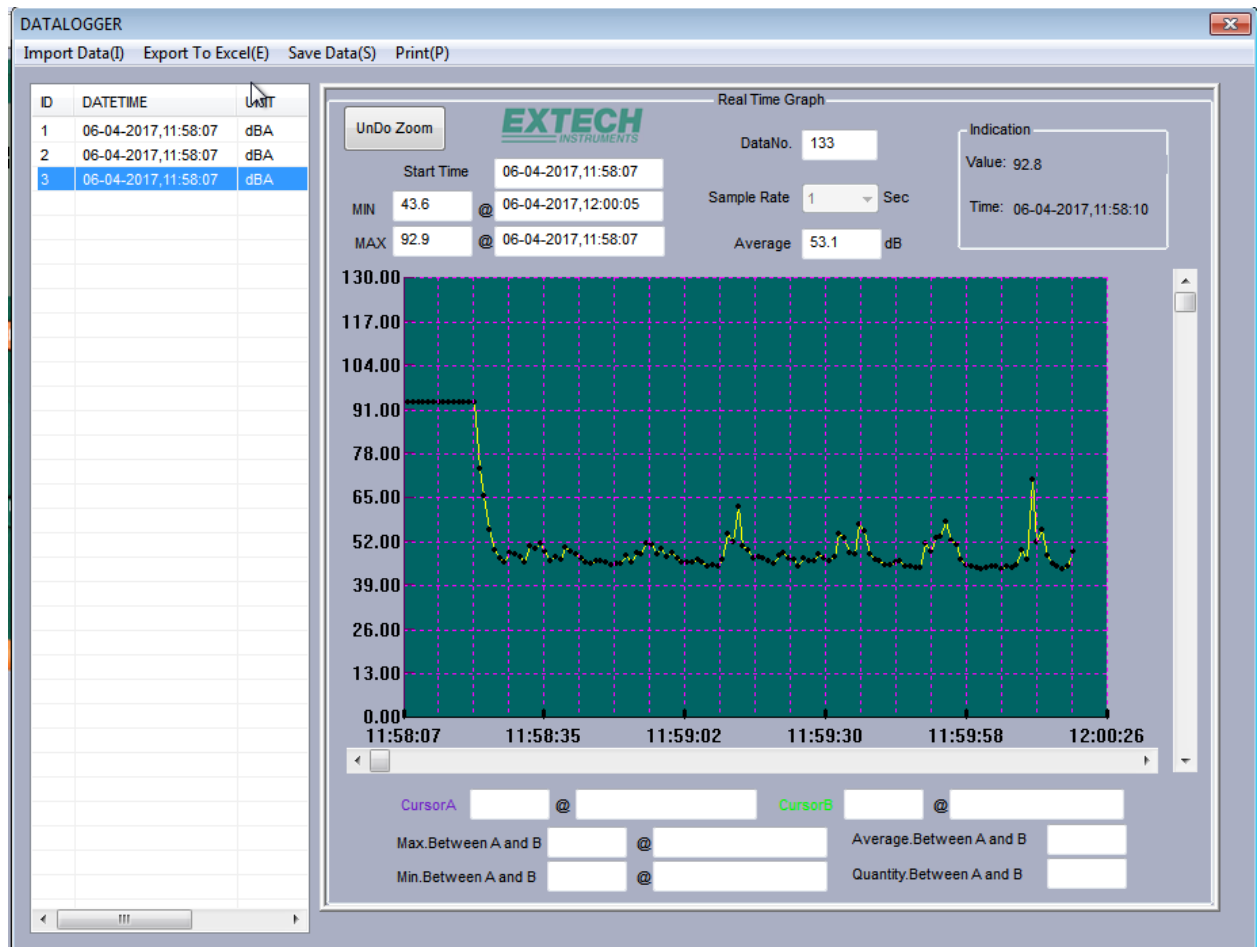 DATALOGGER
Import Data(I) Export To Excel(E) Save Data(S) Print(P)
ID DATETIME UNIT
1 06-04-2017,11:58:07 dBA
2 06-04-2017,11:58:07 dBA
3 06-04-2017,11:58:07 dBA
Real Time Graph
UnDo Zoom
EXTECH
INSTRUMENTS
DataNo. 133
Indication
Value: 92.8
Time: 06-04-2017,11:58:10
Start Time 06-04-2017,11:58:07
Sample Rate 1 Sec
MIN 43.6 @ 06-04-2017,12:00:05
MAX 92.9 @ 06-04-2017,11:58:07
Average 53.1 dB
130.00
117.00
104.00
91.00
78.00
65.00
52.00
39.00
26.00
13.00
0.00
11:58:07 11:58:35 11:59:02 11:59:30 11:59:58 12:00:26
CursorA @ CursorB @
Max.Between A and B @ Average.Between A and B
Min.Between A and B @ Quantity.Between A and B